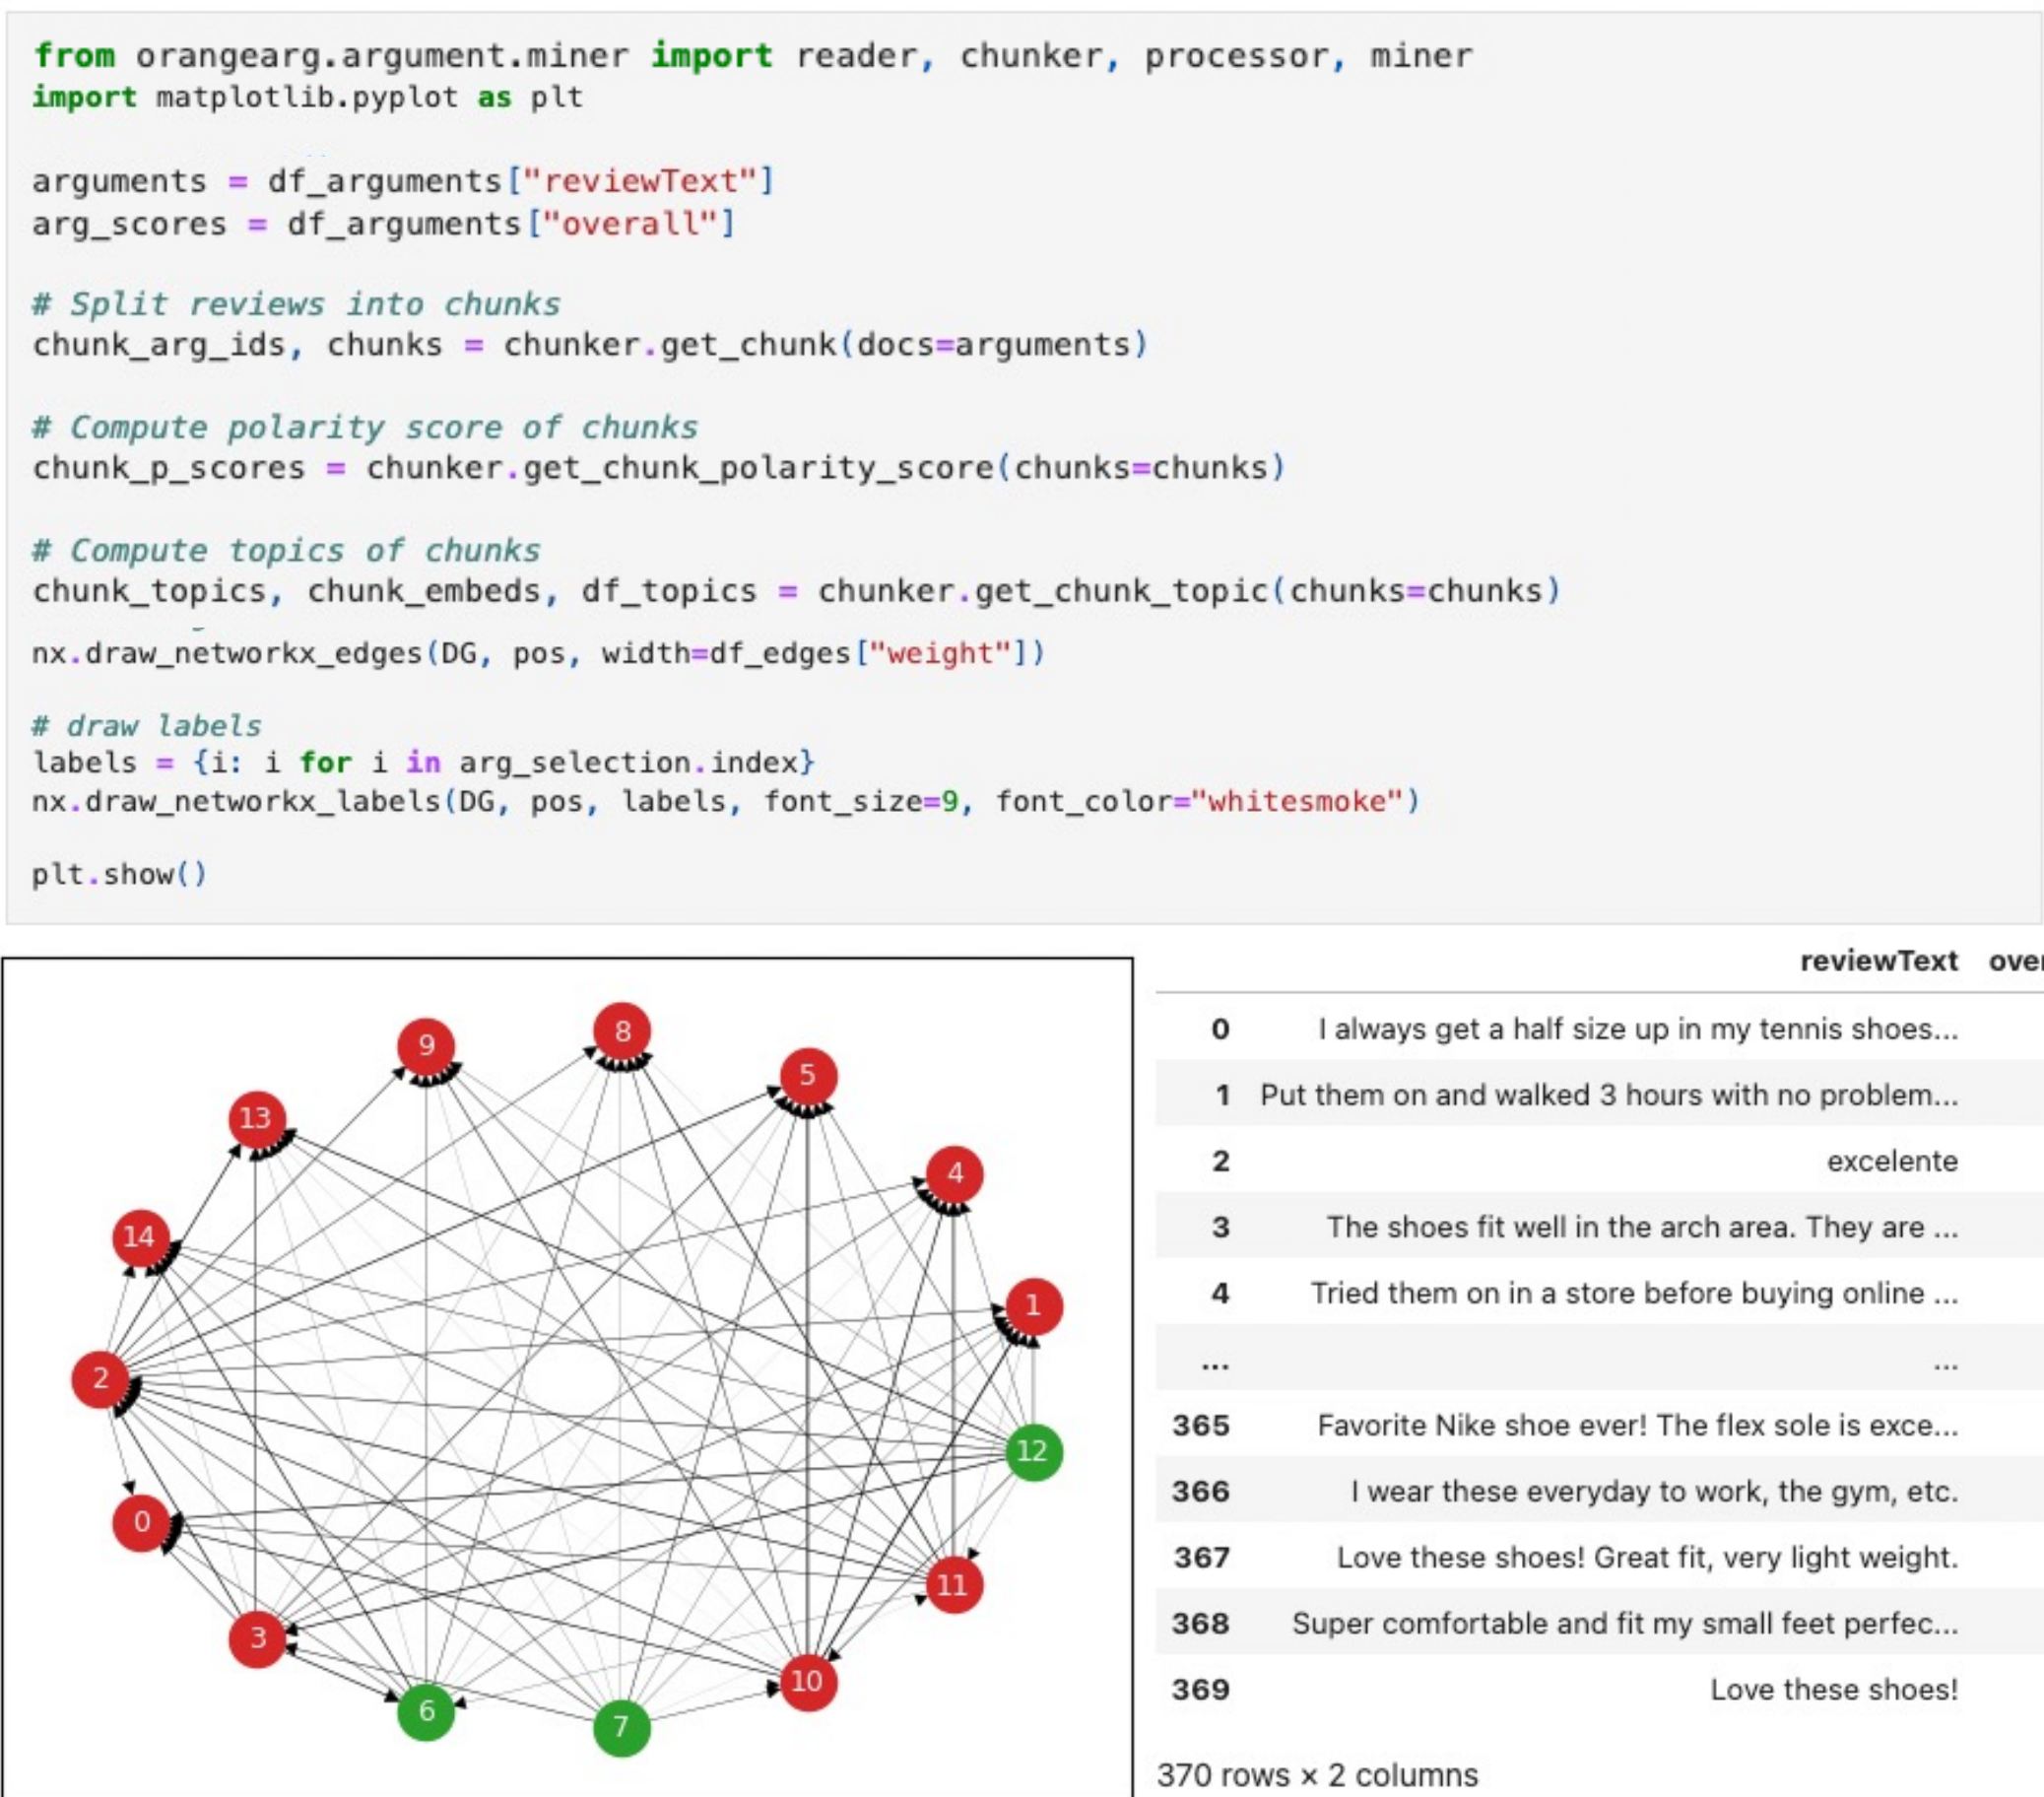 from orangearg.argument.miner import reader, chunker, processor, miner
import matplotlib.pyplot as plt
arguments = df_arguments["reviewText"]
arg_scores = df_arguments["overall"]
# Split reviews into chunks
chunk_arg_ids, chunks = chunker.get_chunk(docs=arguments)
# Compute polarity score of chunks
chunk_p_scores = chunker.get_chunk_polarity_score(chunks=chunks)
# Compute topics of chunks
chunk_topics, chunk_embeds, df_topics = chunker.get_chunk_topic(chunks=chunks)
nx.draw_networkx_edges(DG, pos, width=df_edges["weight"])
# draw labels
labels = {i: i for i in arg_selection.index}
nx.draw_networkx_labels(DG, pos, labels, font_size=9, font_color="whitesmoke")
plt.show()
9
8
5
13
4
14
1
2
12
0
11
3
10
6
7
reviewText over
0 I always get a half size up in my tennis shoes...
1 Put them on and walked 3 hours with no problem...
2 excelente
3 The shoes fit well in the arch area. They are ...
4 Tried them on in a store before buying online ...
... ...
365 Favorite Nike shoe ever! The flex sole is exce...
366 I wear these everyday to work, the gym, etc.
367 Love these shoes! Great fit, very light weight.
368 Super comfortable and fit my small feet perfec...
369 Love these shoes!
370 rows × 2 columns